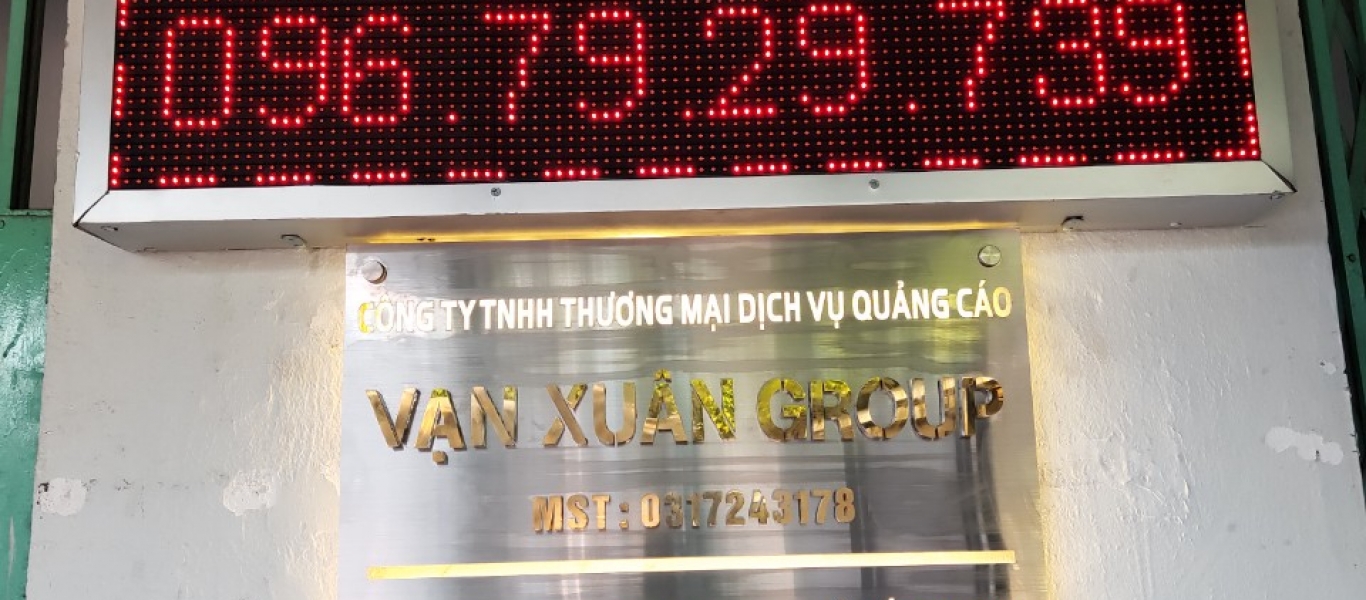 096.79.29.739
CÔNG TY TNHH THƯƠNG MẠI DỊCH VỤ QUẢNG CÁO
VẠN XUÂN GROUP
MST : 0317243178